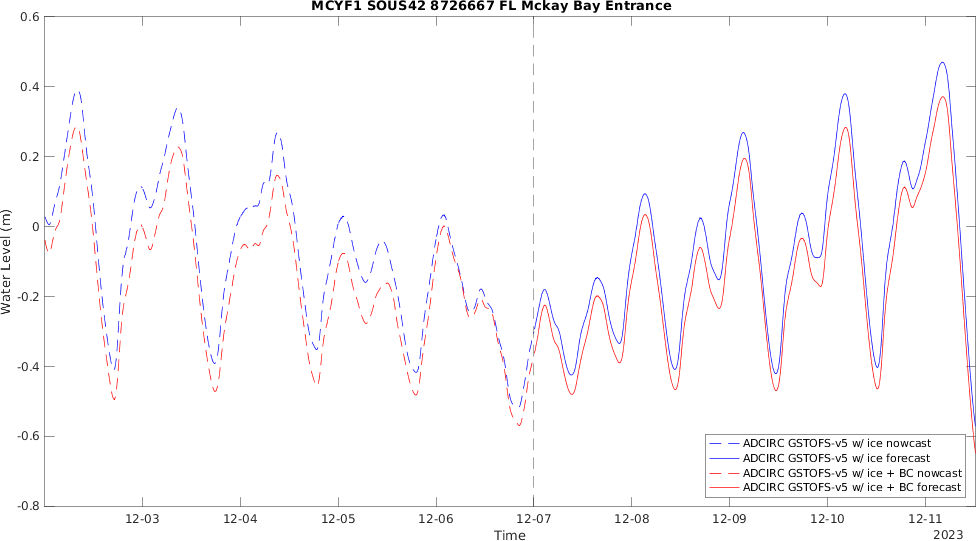 MCYF1 SOUS42 8726667 FL Mckay Bay Entrance
0.6
0.4
0.2
0
-0.2
-0.4
-0.6
-0.8
Water Level (m)
ADCIRC GSTOFS-v5 w/ ice nowcast
ADCIRC GSTOFS-v5 w/ ice forecast
ADCIRC GSTOFS-v5 w/ ice + BC nowcast
ADCIRC GSTOFS-v5 w/ ice + BC forecast
12-03 12-04 12-05 12-06 12-07 12-08 12-09 12-10 12-11
Time
2023